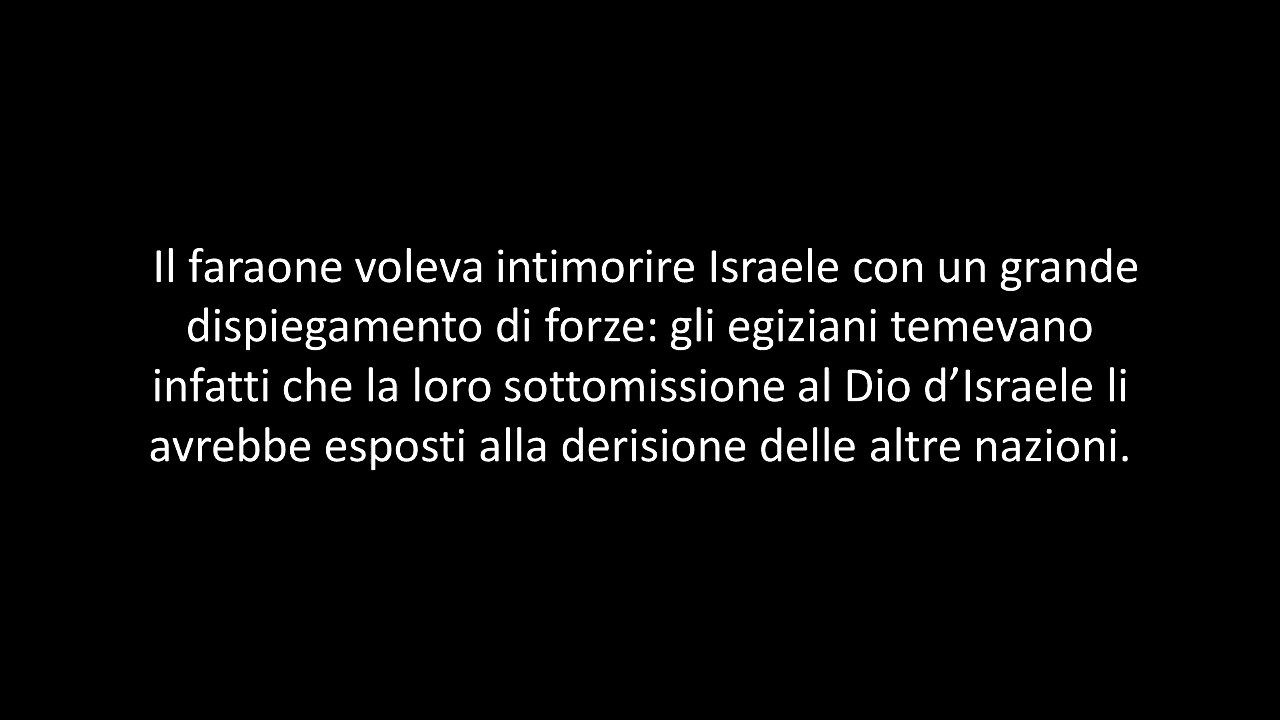 Il faraone voleva intimorire Israele con un grande
dispiegamento di forze: gli egiziani temevano
infatti che la loro sottomissione al Dio d’Israele li
avrebbe esposti alla derisione delle altre nazioni.